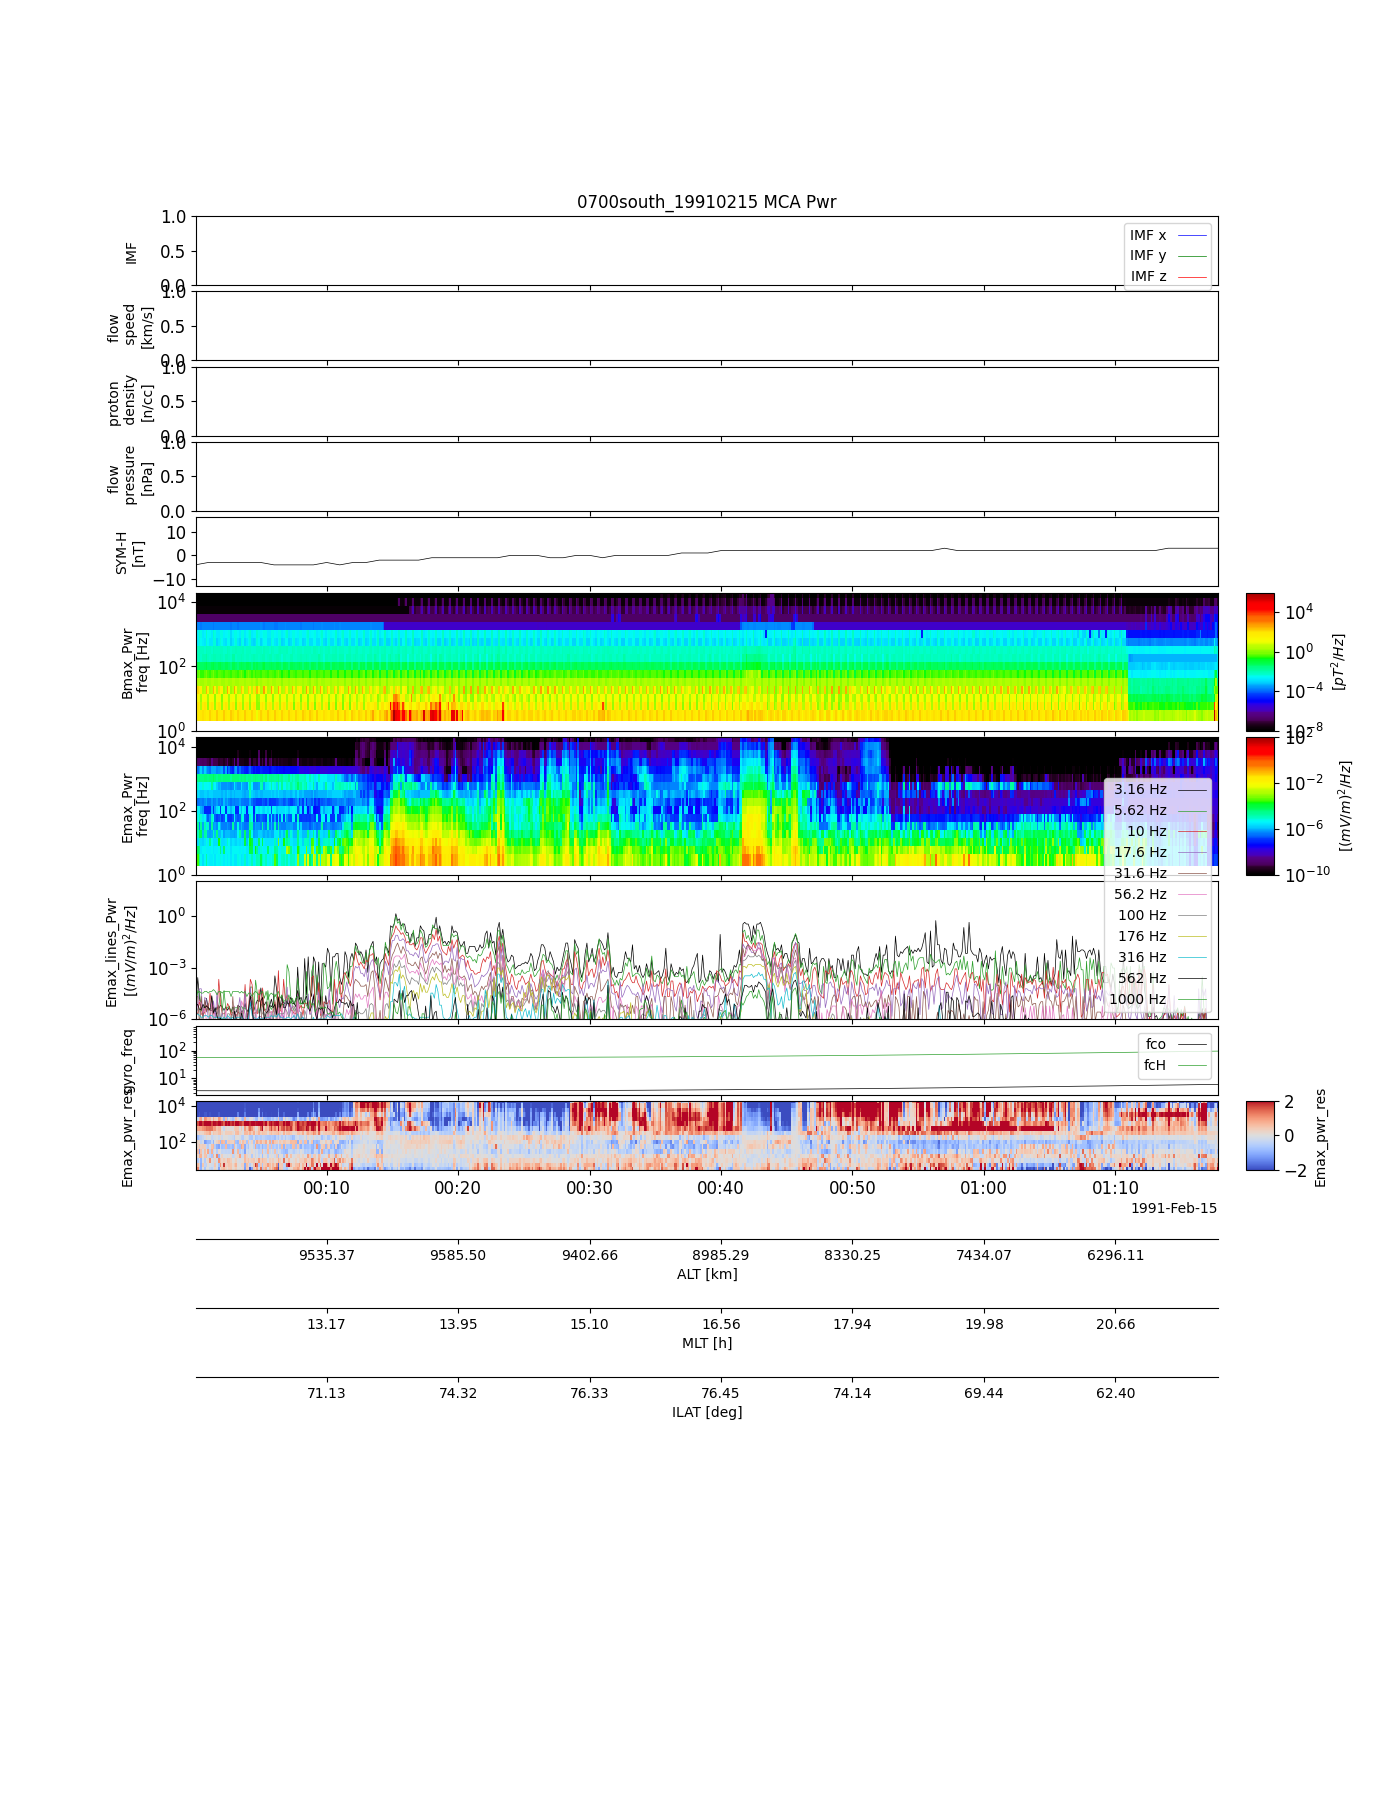 0700south_19910215 MCA Pwr
IMF
1.0
0.5
0.0
IMF x
IMF y
IMF z
flow
speed
[km/s]
1.0
0.5
0.0
proton
density
[n/cc]
1.0
0.5
0.0
flow
pressure
[nPa]
1.0
0.5
0.0
SYM-H
[nT]
10
0
−10
Bmax_Pwr
freq [Hz]
10^4
10^2
10^0
10^4
10^0
10^−4
10^−8
[pT^2/Hz]
Emax_Pwr
freq [Hz]
10^4
10^2
10^0
10^2
10^−2
10^−6
10^−10
[(mV/m)^2/Hz]
3.16 Hz
5.62 Hz
10 Hz
17.6 Hz
31.6 Hz
56.2 Hz
100 Hz
176 Hz
316 Hz
562 Hz
1000 Hz
Emax_lines_Pwr
[(mV/m)^2/Hz]
10^0
10^−3
10^−6
gyro_freq
10^2
10^1
fco
fcH
Emax_pwr_res
10^4
10^2
2
0
−2
Emax_pwr_res
00:10 00:20 00:30 00:40 00:50 01:00 01:10
1991-Feb-15
9535.37 9585.50 9402.66 8985.29 8330.25 7434.07 6296.11
ALT [km]
13.17 13.95 15.10 16.56 17.94 19.98 20.66
MLT [h]
71.13 74.32 76.33 76.45 74.14 69.44 62.40
ILAT [deg]